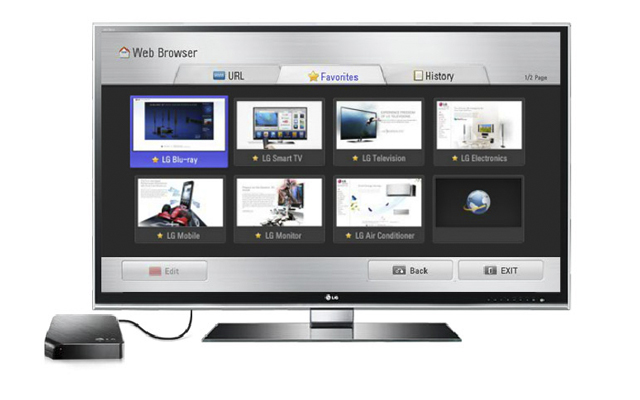 Web Browser
URL
Favorites
History
1/2 Page
LG Blu-ray
LG Smart TV
LG Television
LG Electronics
LG Mobile
LG Monitor
LG Air Conditioner
Edit
Back
EXIT
LG